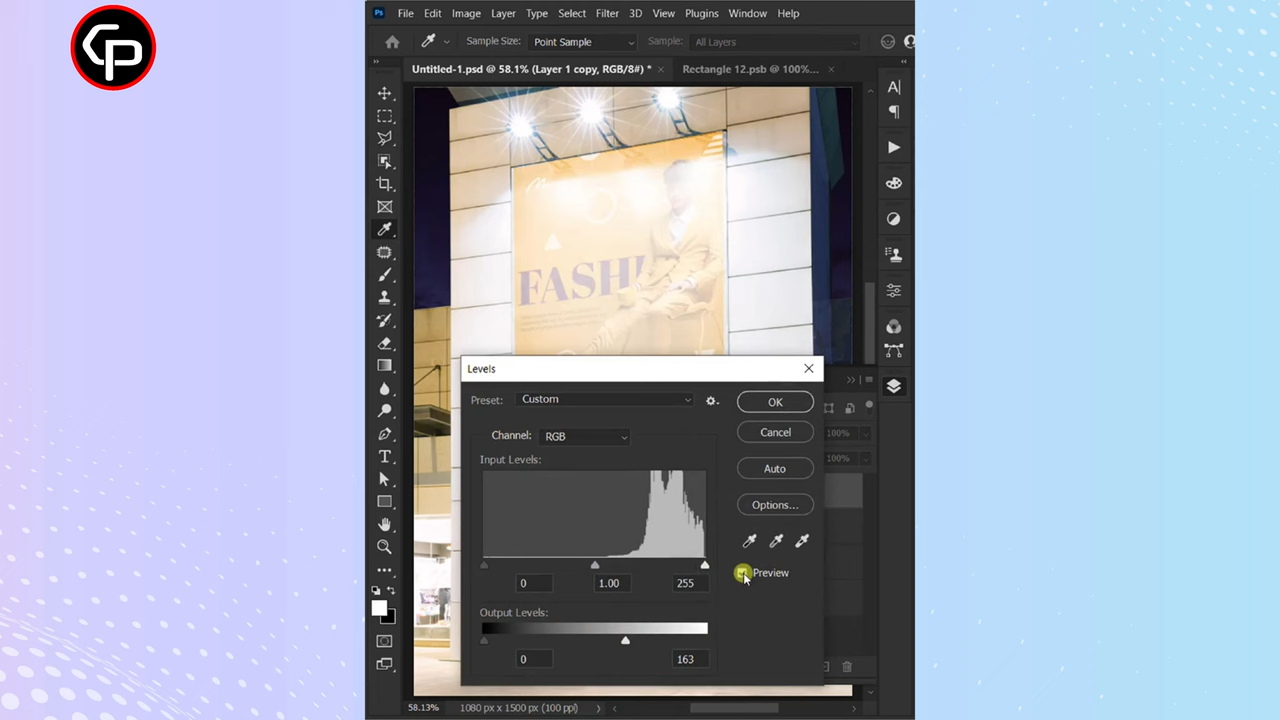 CP
Ps File Edit Image Layer Type Select Filter 3D View Plugins Window Help
Sample Size: Point Sample Sample: All Layers
Untitled-1.psd @ 58.1% (Layer 1 copy, RGB/8#) * × Rectangle 12.psb @ 100%... ×
FASHI
Levels
Preset: Custom
OK
Channel: RGB
Cancel
100%
Input Levels:
100%
Auto
Options...
Preview
0 1.00 255
Output Levels:
0 163
58.13% 1080 px x 1500 px (100 ppi)